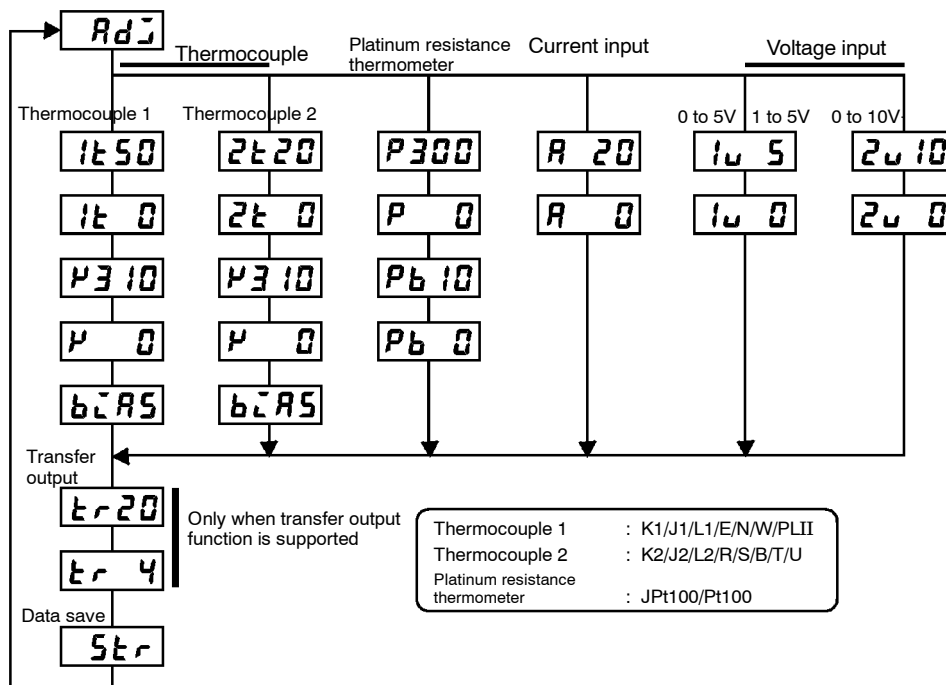 AdJ
Thermocouple
Platinum resistance
thermometer
Current input
Voltage input
Thermocouple 1
Thermocouple 2
0 to 5V 1 to 5V 0 to 10V
1t50 2t20 P300 A 20 1u 5 2u10
1t 0 2t 0 P 0 A 0 1u 0 2u 0
Y310 Y310 Pb10
Y 0 Y 0 Pb 0
biAS biAS
Transfer
output
tr20
tr 4
Only when transfer output
function is supported
Data save
Str
Thermocouple 1 : K1/J1/L1/E/N/W/PLII
Thermocouple 2 : K2/J2/L2/R/S/B/T/U
Platinum resistance
thermometer : JPt100/Pt100